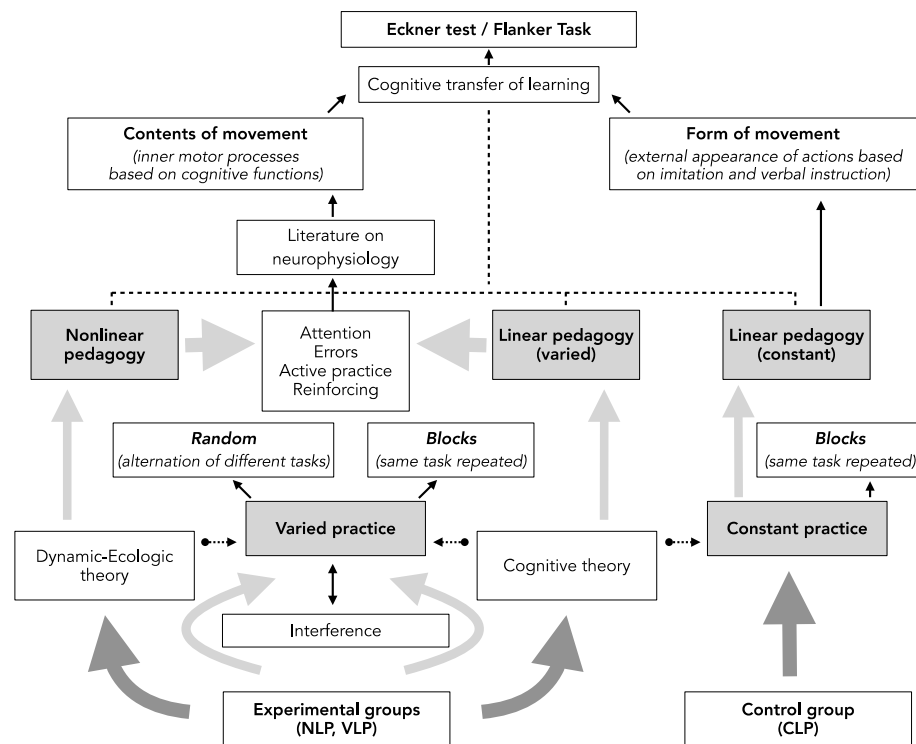 Eckner test / Flanker Task
Cognitive transfer of learning
Contents of movement
(inner motor processes
based on cognitive functions)
Form of movement
(external appearance of actions based
on imitation and verbal instruction)
Literature on
neurophysiology
Nonlinear
pedagogy
Attention
Errors
Active practice
Reinforcing
Linear pedagogy
(varied)
Linear pedagogy
(constant)
Random
(alternation of different tasks)
Blocks
(same task repeated)
Blocks
(same task repeated)
Varied practice
Constant practice
Dynamic-Ecologic
theory
Cognitive theory
Interference
Experimental groups
(NLP, VLP)
Control group
(CLP)